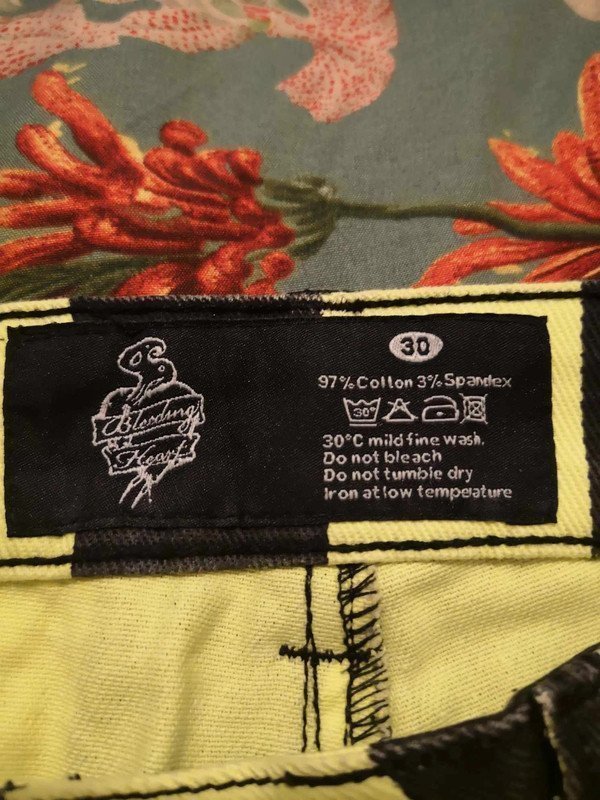 Bleeding
Heart
30
97% Cotton 3% Spandex
30°
30°C mild fine wash.
Do not bleach
Do not tumble dry
Iron at low temperature